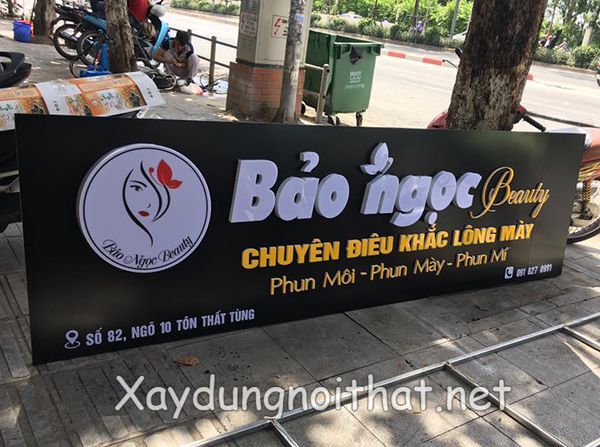 Bảo Ngọc Beauty
Bảo ngọc Beauty
CHUYÊN ĐIÊU KHẮC LÔNG MÀY
Phun Môi - Phun Mày - Phun Mí
091 627 0981
SỐ 82, NGÕ 10 TÔN THẤT TÙNG
Xaydungnoithat.net